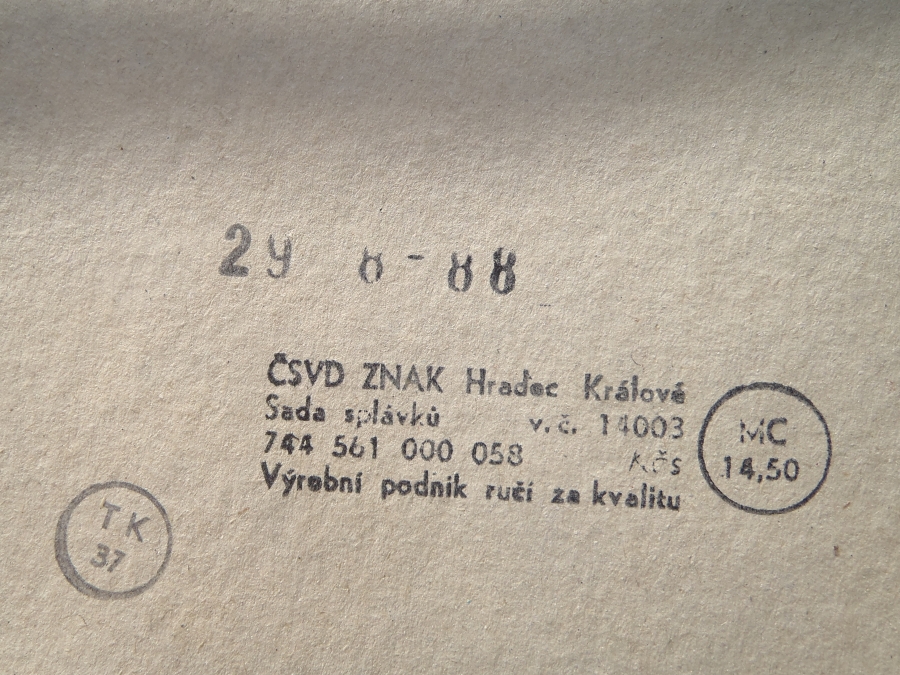 29 8-88
ČSVD ZNAK Hradec Králové
Sada splávků v.č. 14003
744 561 000 058 Kčs
Výrobní podnik ručí za kvalitu
MC
14,50
TK
37